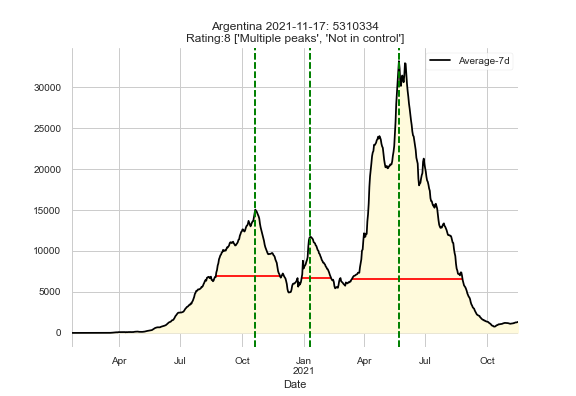 Argentina 2021-11-17: 5310334
Rating:8 ['Multiple peaks', 'Not in control']
Average-7d
30000
25000
20000
15000
10000
5000
0
Apr Jul Oct Jan Apr Jul Oct
2021
Date